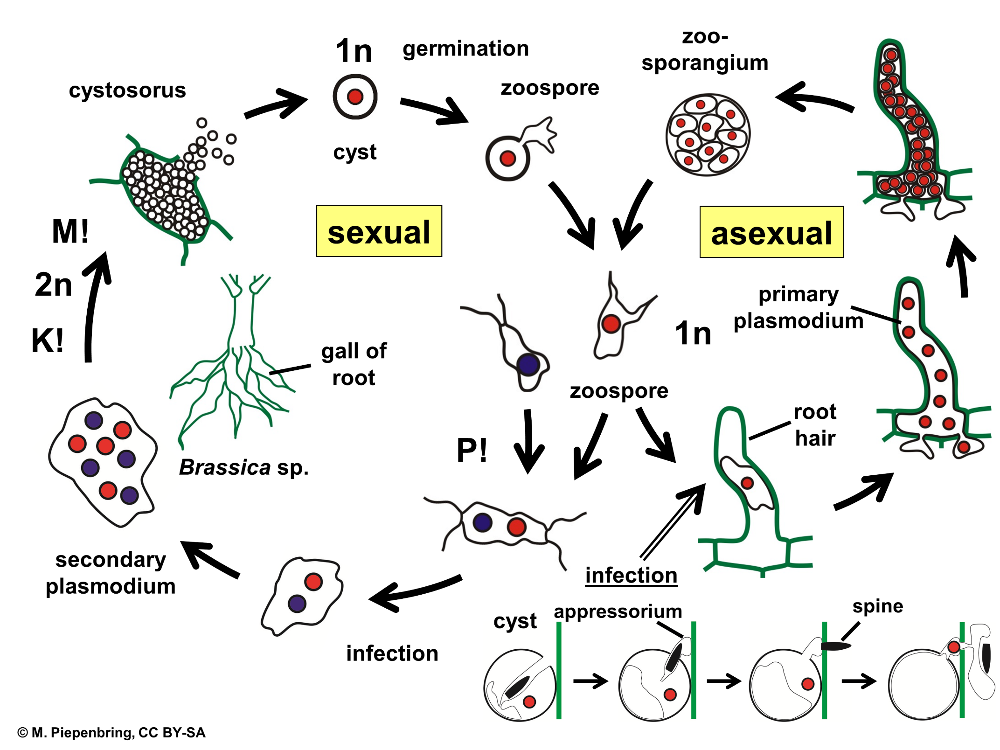 1n
germination
zoo-
sporangium
cystosorus
zoospore
cyst
sexual
asexual
M!
2n
K!
primary
plasmodium
1n
gall of
root
zoospore
root
hair
P!
Brassica sp.
secondary
plasmodium
infection
infection
cyst
appressorium
spine
© M. Piepenbring, CC BY-SA